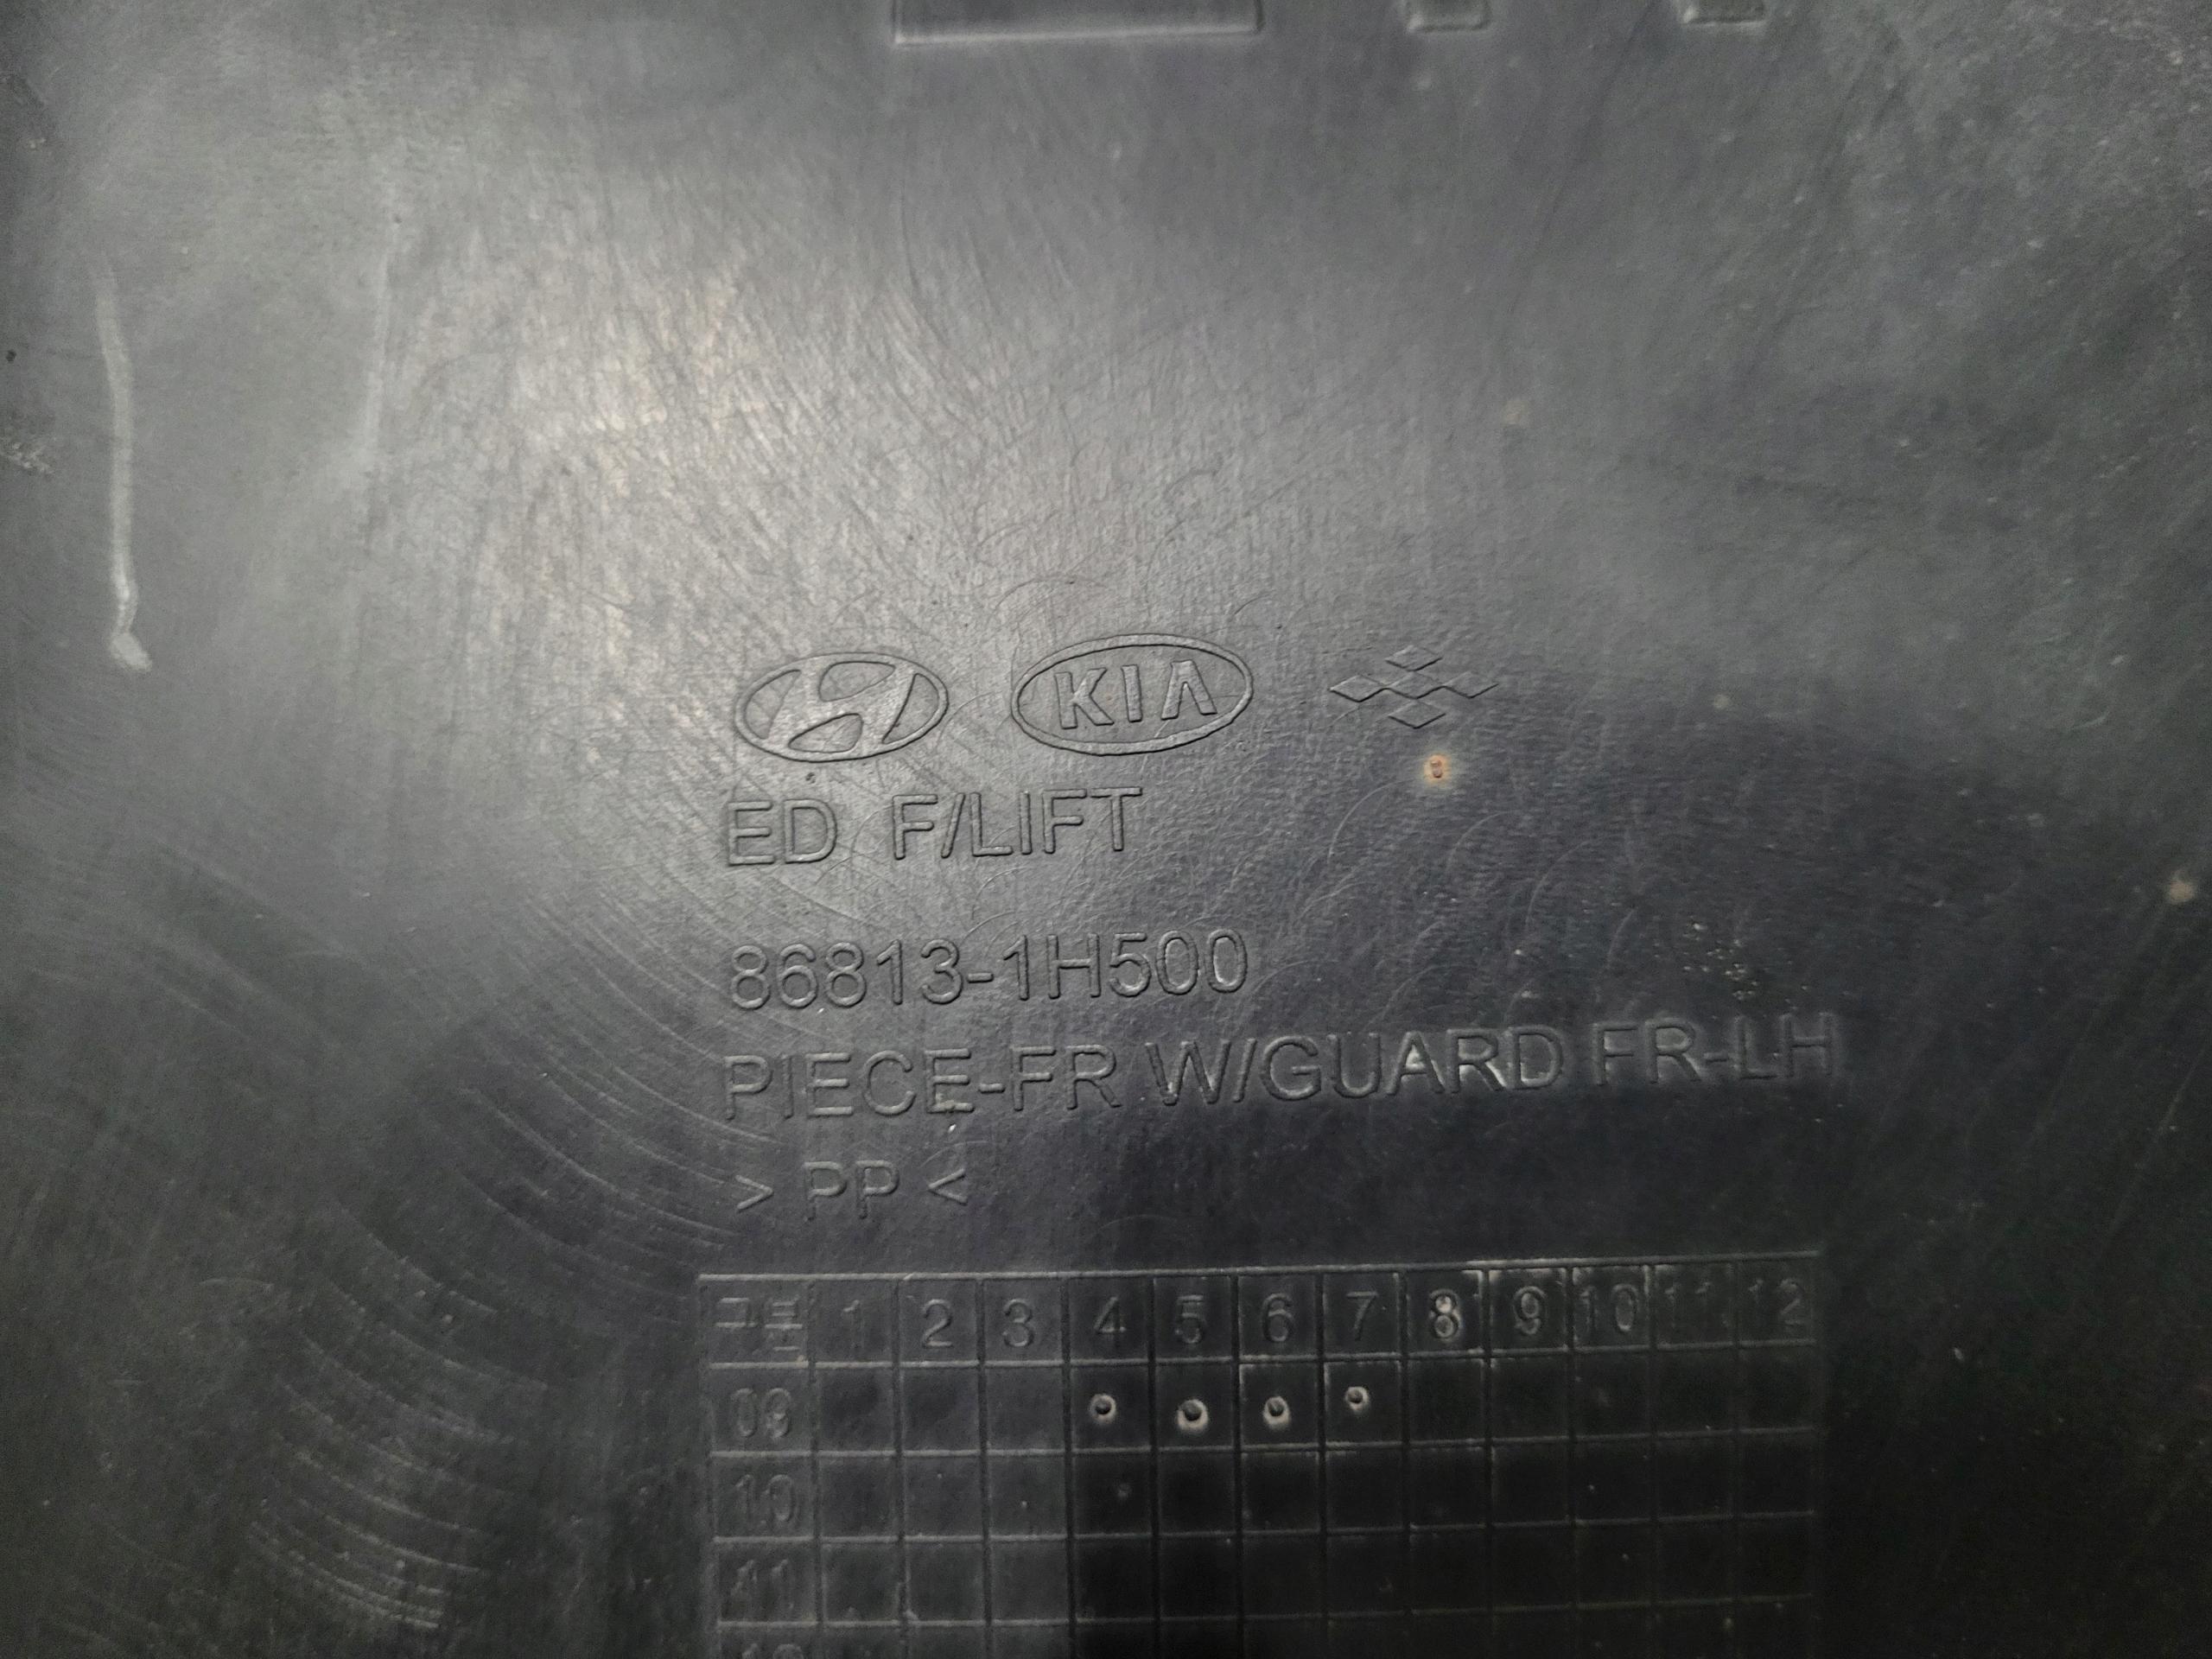 KIA
ED F/LIFT
86813-1H500
PIECE-FR W/GUARD FR-LH
> PP <
구분 1 2 3 4 5 6 7 8 9 10 11 12
09
10
11